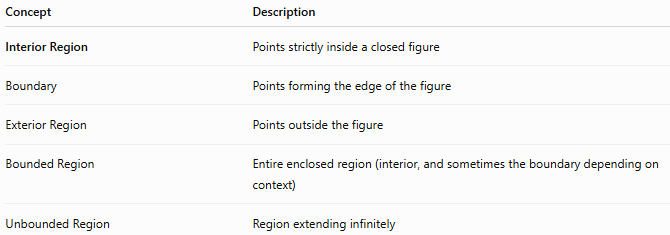 Concept Description
Interior Region Points strictly inside a closed figure
Boundary Points forming the edge of the figure
Exterior Region Points outside the figure
Bounded Region Entire enclosed region (interior, and sometimes the boundary depending on
context)
Unbounded Region Region extending infinitely